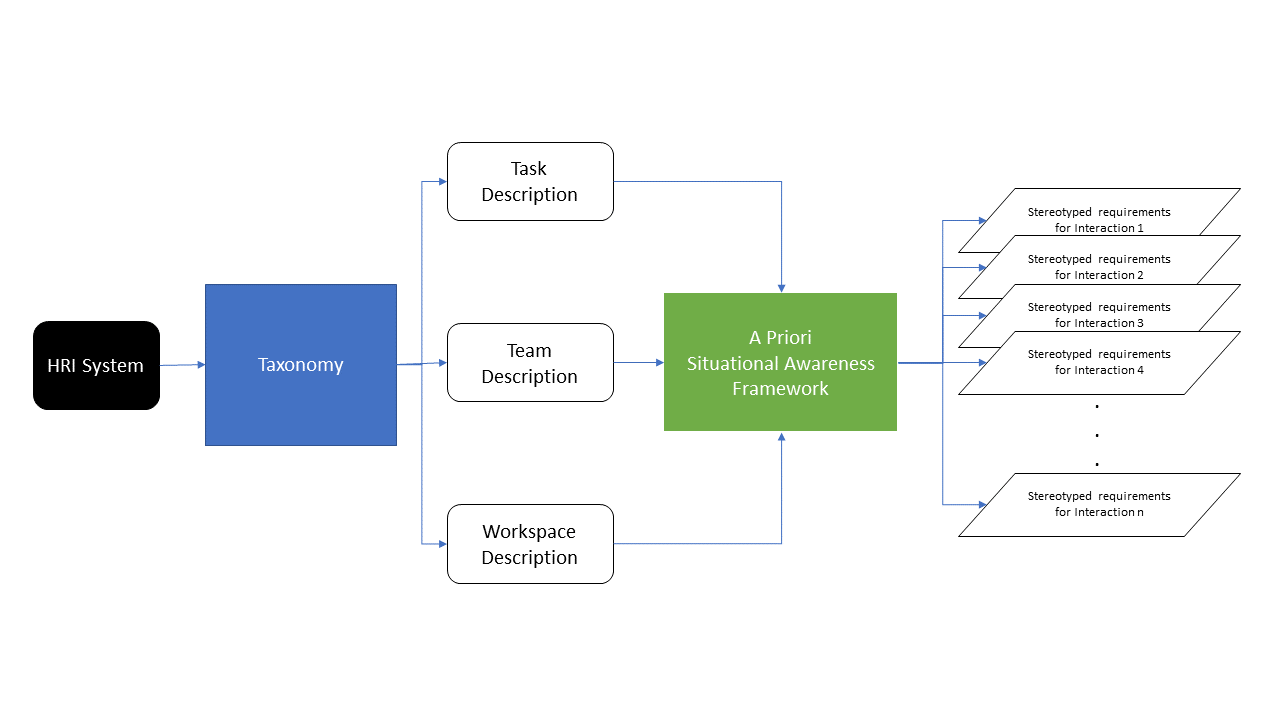 HRI System
Taxonomy
Task
Description
Team
Description
Workspace
Description
A Priori
Situational Awareness
Framework
Stereotyped requirements
for Interaction 1
Stereotyped requirements
for Interaction 2
Stereotyped requirements
for Interaction 3
Stereotyped requirements
for Interaction 4
.
.
.
Stereotyped requirements
for Interaction n